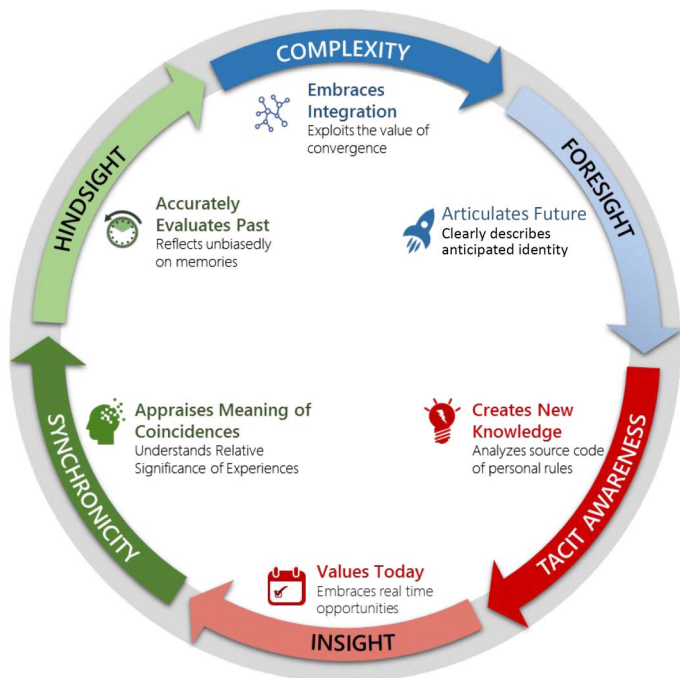 COMPLEXITY
Embraces
Integration
Exploits the value of
convergence
FORESIGHT
Articulates Future
Clearly describes
anticipated identity
TACIT AWARENESS
Creates New
Knowledge
Analyzes source code
of personal rules
INSIGHT
Values Today
Embraces real time
opportunities
SYNCHRONICITY
Appraises Meaning of
Coincidences
Understands Relative
Significance of Experiences
HINDSIGHT
Accurately
Evaluates Past
Reflects unbiasedly
on memories